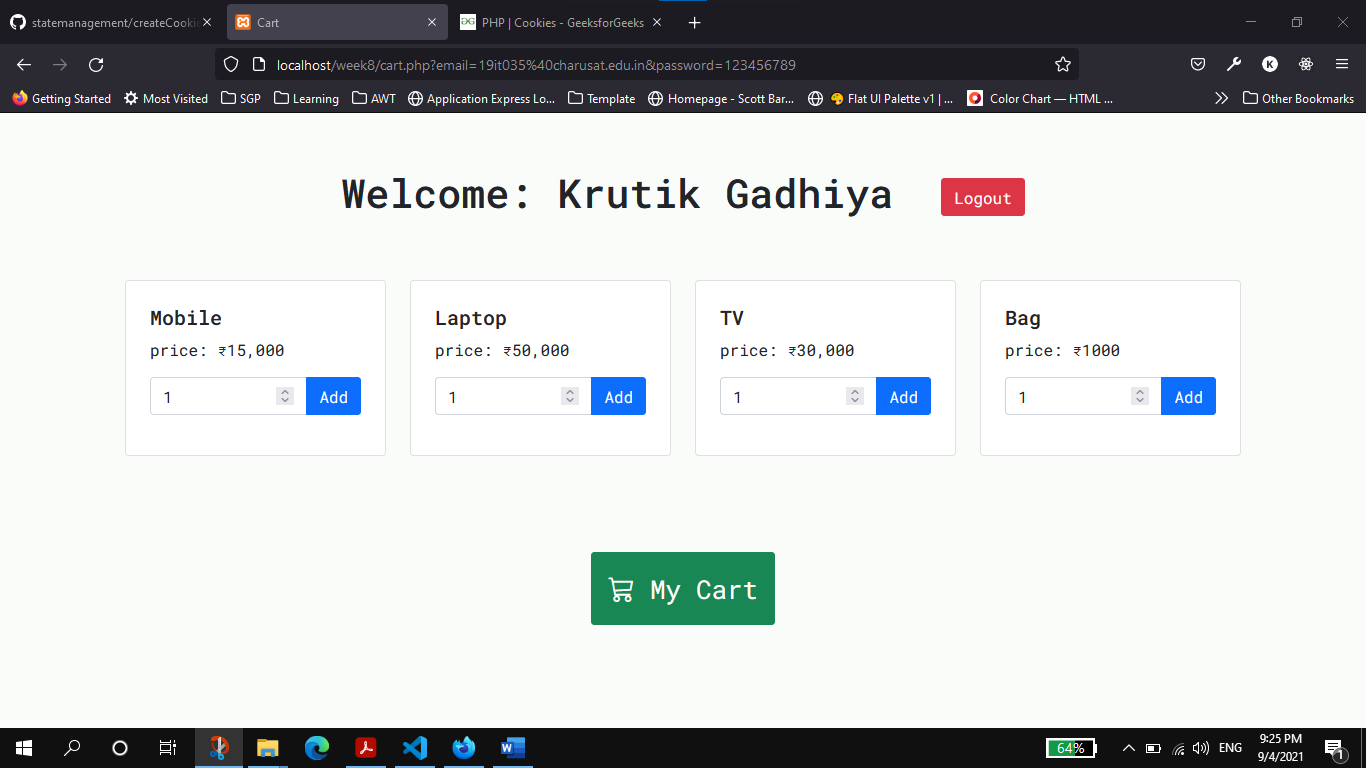 statemanagement/createCookie
Cart
PHP | Cookies - GeeksforGeeks
localhost/week8/cart.php?email=19it035%40charusat.edu.in&password=123456789
Getting Started
Most Visited
SGP
Learning
AWT
Application Express Lo...
Template
Homepage - Scott Bar...
Flat UI Palette v1 | ...
Color Chart — HTML ...
Other Bookmarks
Welcome: Krutik Gadhiya
Logout
Mobile
price: ₹15,000
1
Add
Laptop
price: ₹50,000
1
Add
TV
price: ₹30,000
1
Add
Bag
price: ₹1000
1
Add
My Cart
64%
ENG
9:25 PM
9/4/2021
1